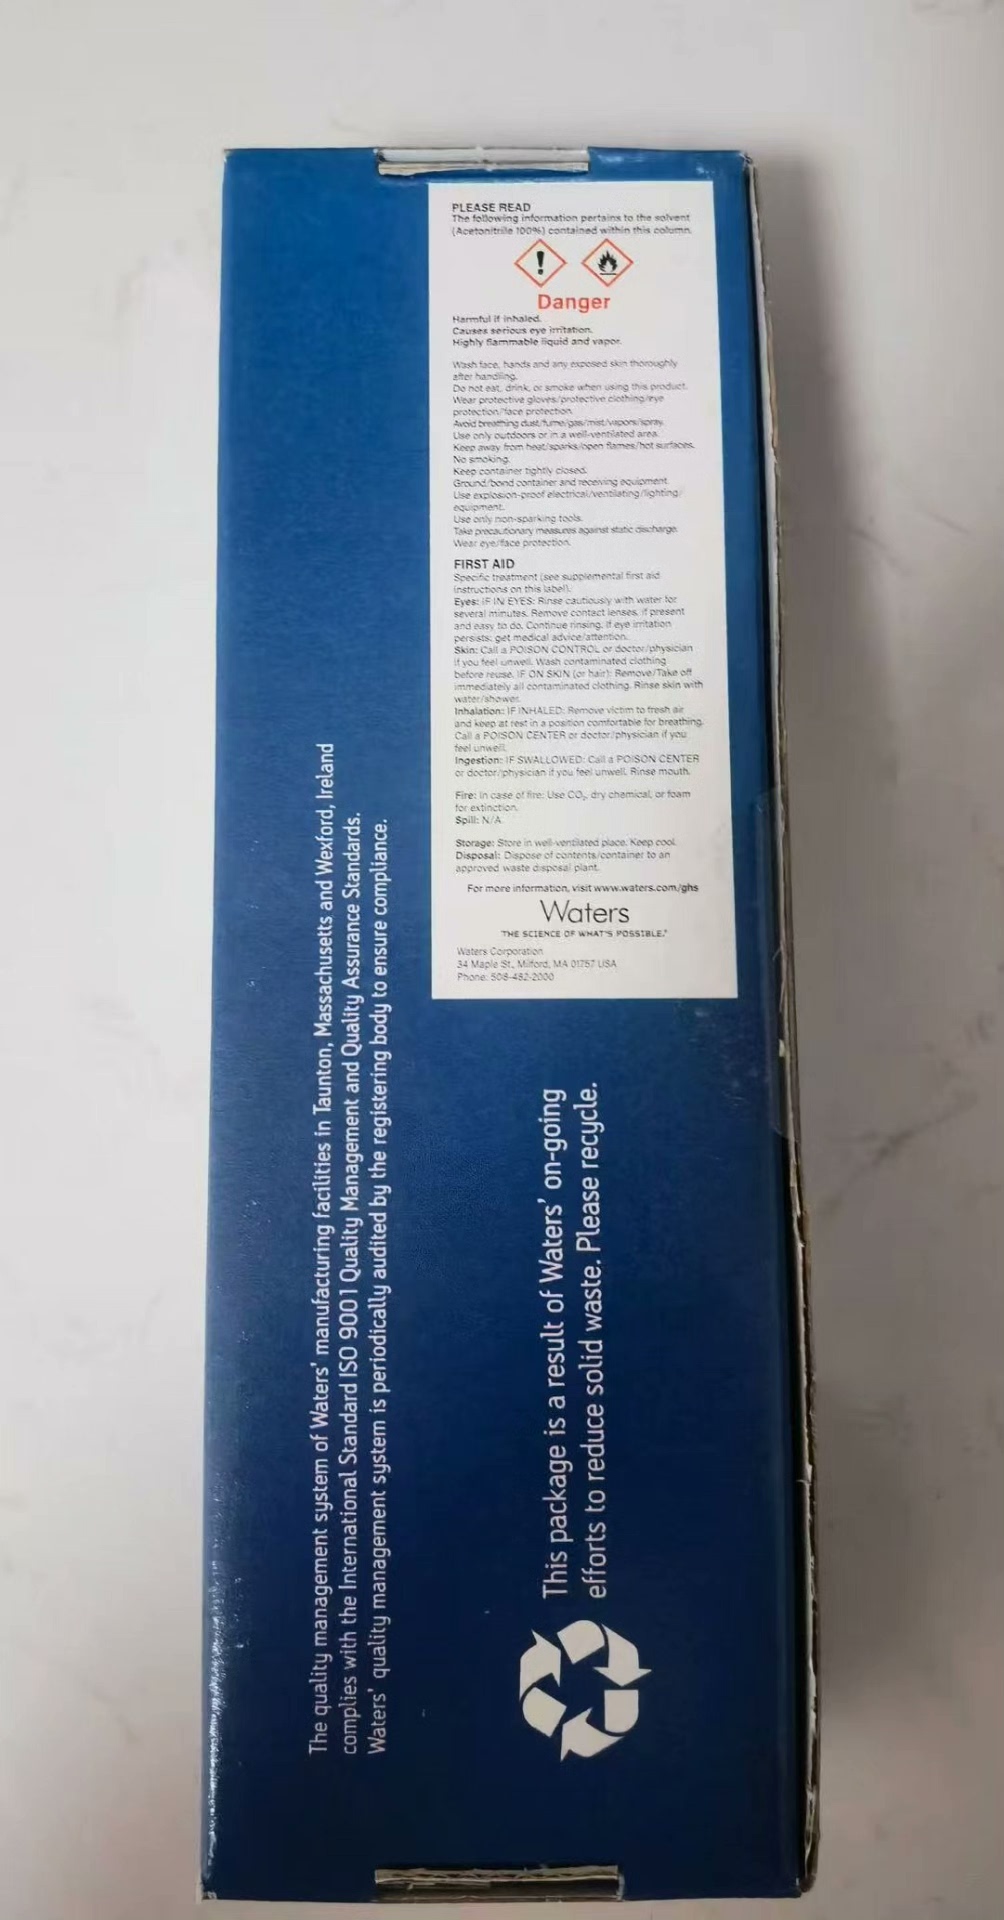 PLEASE READ
The following information pertains to the solvent
(Acetonitrile 100%) contained within this column.
Danger
Harmful if inhaled.
Causes serious eye irritation.
Highly flammable liquid and vapor.
Wash face, hands and any exposed skin thoroughly
after handling.
Do not eat, drink, or smoke when using this product.
Wear protective gloves/protective clothing/eye
protection/face protection.
Avoid breathing dust/fume/gas/mist/vapors/spray.
Use only outdoors or in a well-ventilated area.
Keep away from heat/sparks/open flames/hot surfaces.
No smoking.
Keep container tightly closed.
Ground/bond container and receiving equipment.
Use explosion-proof electrical/ventilating/lighting/
equipment.
Use only non-sparking tools.
Take precautionary measures against static discharge.
Wear eye/face protection.
FIRST AID
Specific treatment (see supplemental first aid
instructions on this label).
Eyes: IF IN EYES: Rinse cautiously with water for
several minutes. Remove contact lenses, if present
and easy to do. Continue rinsing. If eye irritation
persists: get medical advice/attention.
Skin: Call a POISON CONTROL or doctor/physician
if you feel unwell. Wash contaminated clothing
before reuse. IF ON SKIN (or hair): Remove/Take off
immediately all contaminated clothing. Rinse skin with
water/shower.
Inhalation: IF INHALED: Remove victim to fresh air
and keep at rest in a position comfortable for breathing.
Call a POISON CENTER or doctor/physician if you
feel unwell.
Ingestion: IF SWALLOWED: Call a POISON CENTER
or doctor/physician if you feel unwell. Rinse mouth.
Fire: In case of fire: Use CO₂, dry chemical, or foam
for extinction.
Spill: N/A
Storage: Store in well-ventilated place. Keep cool.
Disposal: Dispose of contents/container to an
approved waste disposal plant.
For more information, visit www.waters.com/ghs
Waters
THE SCIENCE OF WHAT'S POSSIBLE.®
Waters Corporation
34 Maple St., Milford, MA 01757 USA
Phone: 508-482-2000
The quality management system of Waters' manufacturing facilities in Taunton, Massachusetts and Wexford, Ireland
complies with the International Standard ISO 9001 Quality Management and Quality Assurance Standards.
Waters' quality management system is periodically audited by the registering body to ensure compliance.
This package is a result of Waters' on-going
efforts to reduce solid waste. Please recycle.